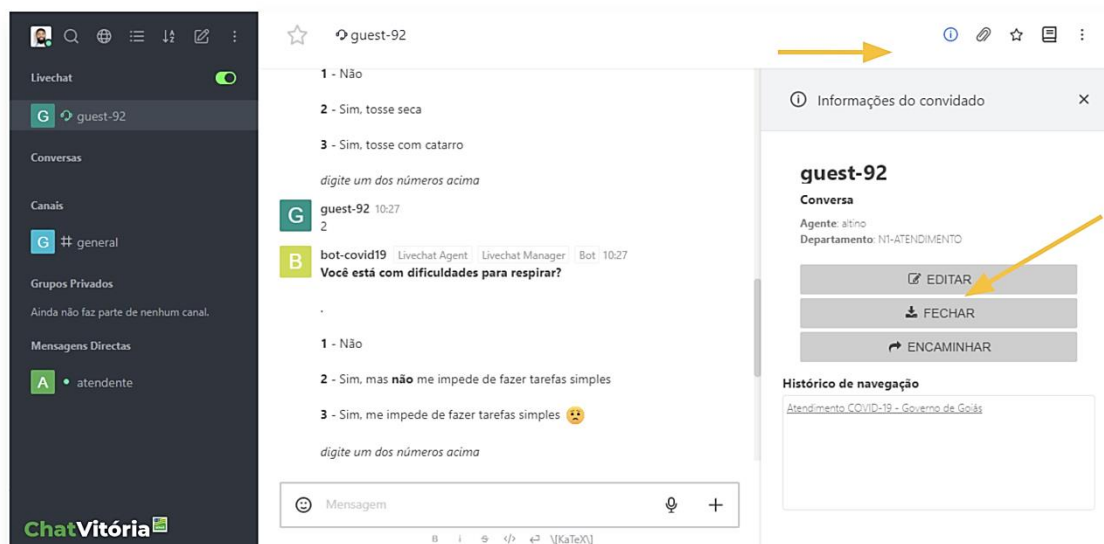 guest-92
Livechat
G guest-92
Conversas
Canais
G # general
Grupos Privados
Ainda não faz parte de nenhum canal.
Mensagens Directas
A atendente
ChatVitória
1 - Não
2 - Sim, tosse seca
3 - Sim, tosse com catarro
digite um dos números acima
G guest-92 10:27
2
B bot-covid19 Livechat Agent Livechat Manager Bot 10:27
Você está com dificuldades para respirar?
.
1 - Não
2 - Sim, mas não me impede de fazer tarefas simples
3 - Sim, me impede de fazer tarefas simples 😟
digite um dos números acima
Mensagem
B i S </> \[KaTeX\]
Informações do convidado
guest-92
Conversa
Agente: altino
Departamento: N1-ATENDIMENTO
EDITAR
FECHAR
ENCAMINHAR
Histórico de navegação
Atendimento COVID-19 - Governo de Goiás